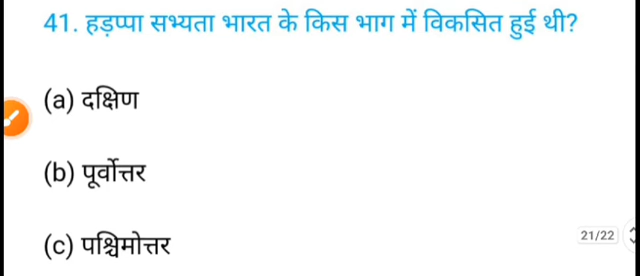 41. हड़प्पा सभ्यता भारत के किस भाग में विकसित हुई थी?
(a) दक्षिण
(b) पूर्वोत्तर
(c) पश्चिमोत्तर
21/22